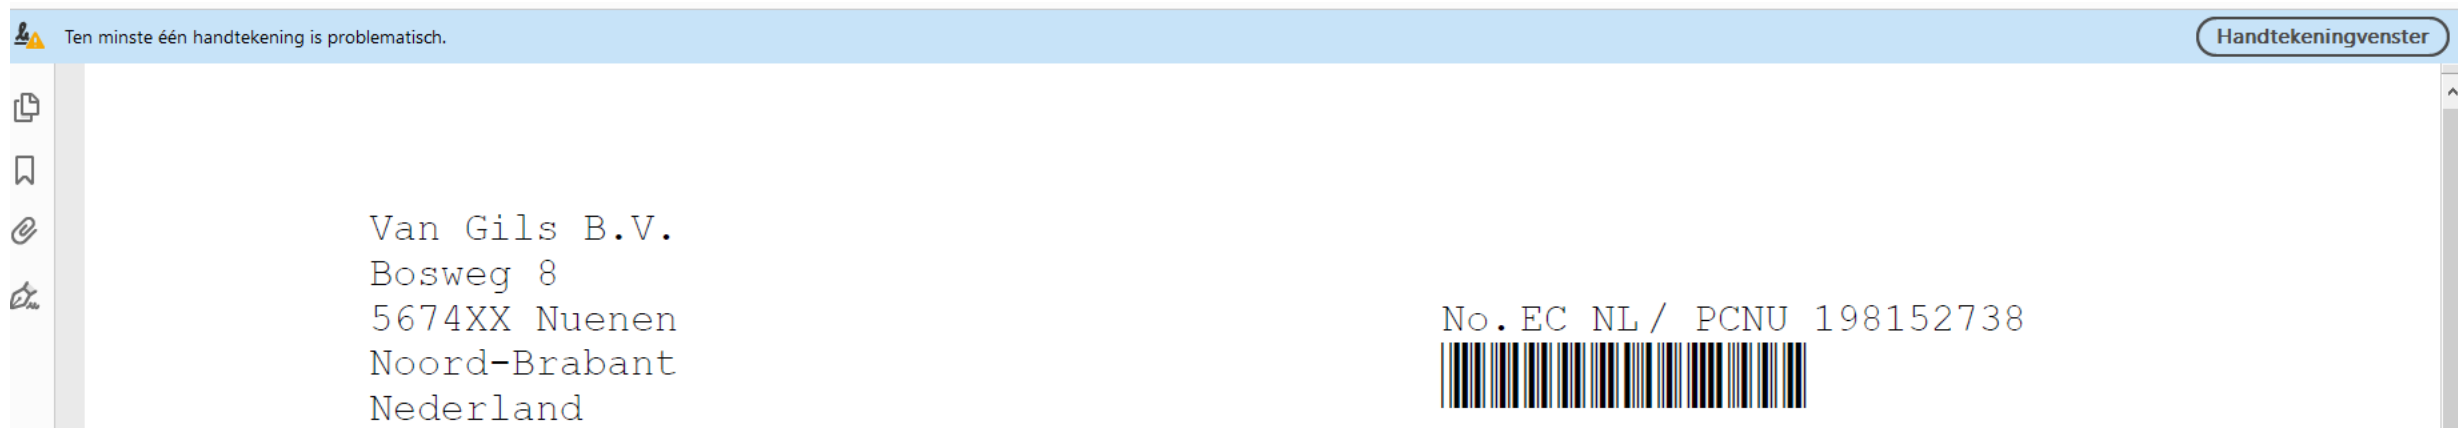 Ten minste één handtekening is problematisch.
Handtekeningvenster
Van Gils B.V.
Bosweg 8
5674XX Nuenen
Noord-Brabant
Nederland
No.EC NL/ PCNU 198152738